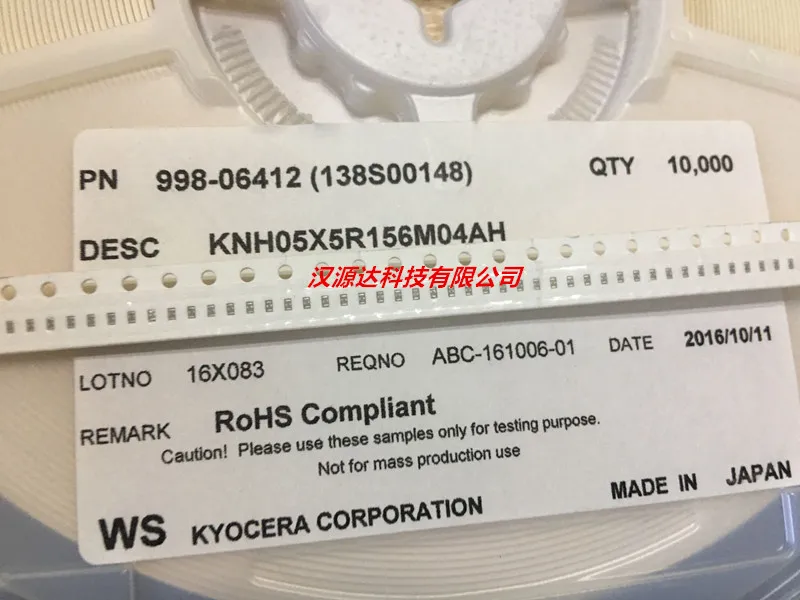 PN 998-06412 (138S00148) QTY 10,000
DESC KNH05X5R156M04AH
汉源达科技有限公司
LOTNO 16X083 REQNO ABC-161006-01 DATE 2016/10/11
REMARK RoHS Compliant
Caution! Please use these samples only for testing purpose.
Not for mass production use
WS KYOCERA CORPORATION MADE IN JAPAN